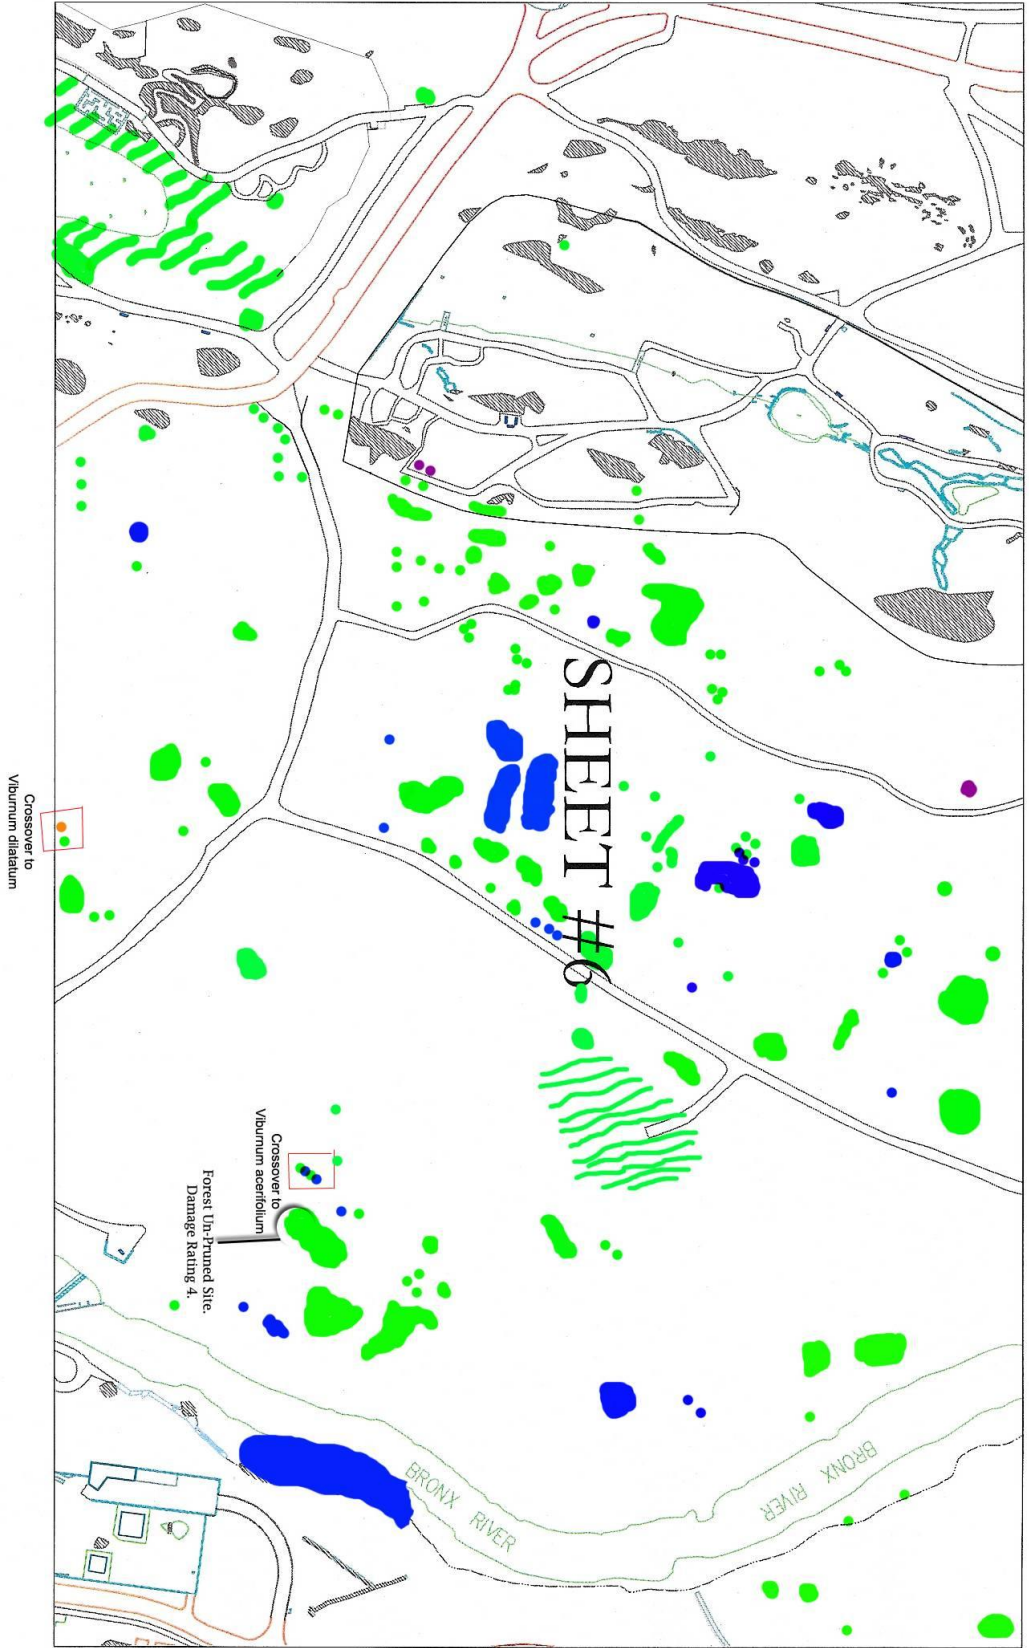 SHEET #6
Crossover to
Viburnum dilatatum
Crossover to
Viburnum acerifolium
Forest Un-Pruned Site.
Damage Rating 4.
BRONX RIVER
BRONX RIVER